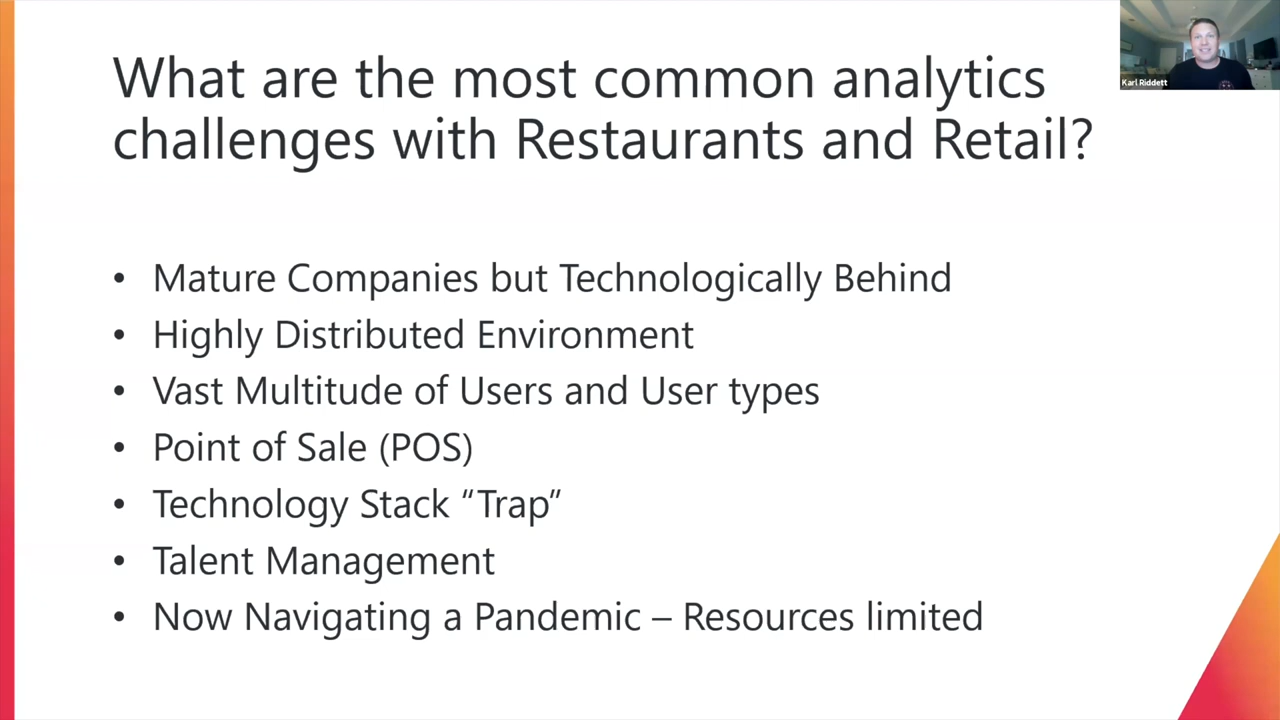 What are the most common analytics
challenges with Restaurants and Retail?
Karl Riddett
• Mature Companies but Technologically Behind
• Highly Distributed Environment
• Vast Multitude of Users and User types
• Point of Sale (POS)
• Technology Stack “Trap”
• Talent Management
• Now Navigating a Pandemic – Resources limited